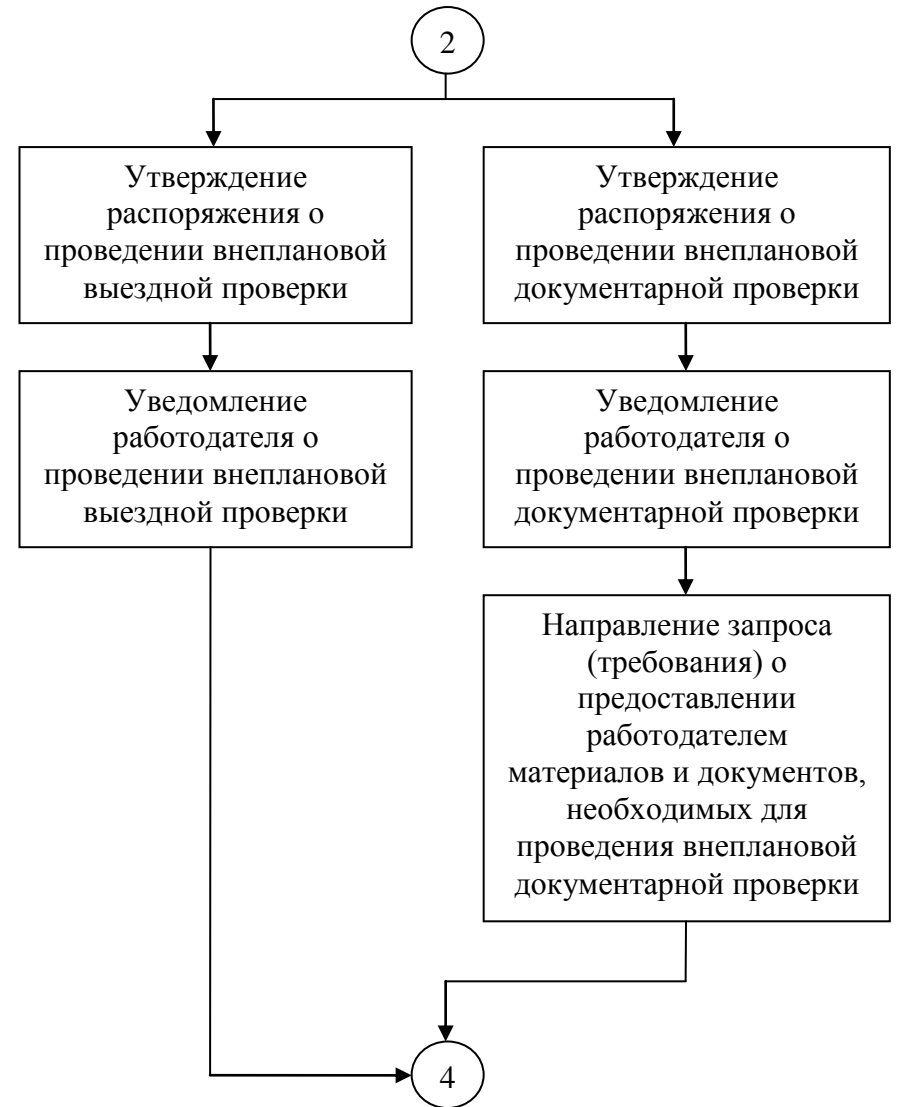 2
Утверждение
распоряжения о
проведении внеплановой
выездной проверки
Утверждение
распоряжения о
проведении внеплановой
документарной проверки
Уведомление
работодателя о
проведении внеплановой
выездной проверки
Уведомление
работодателя о
проведении внеплановой
документарной проверки
Направление запроса
(требования) о
предоставлении
работодателем
материалов и документов,
необходимых для
проведения внеплановой
документарной проверки
4